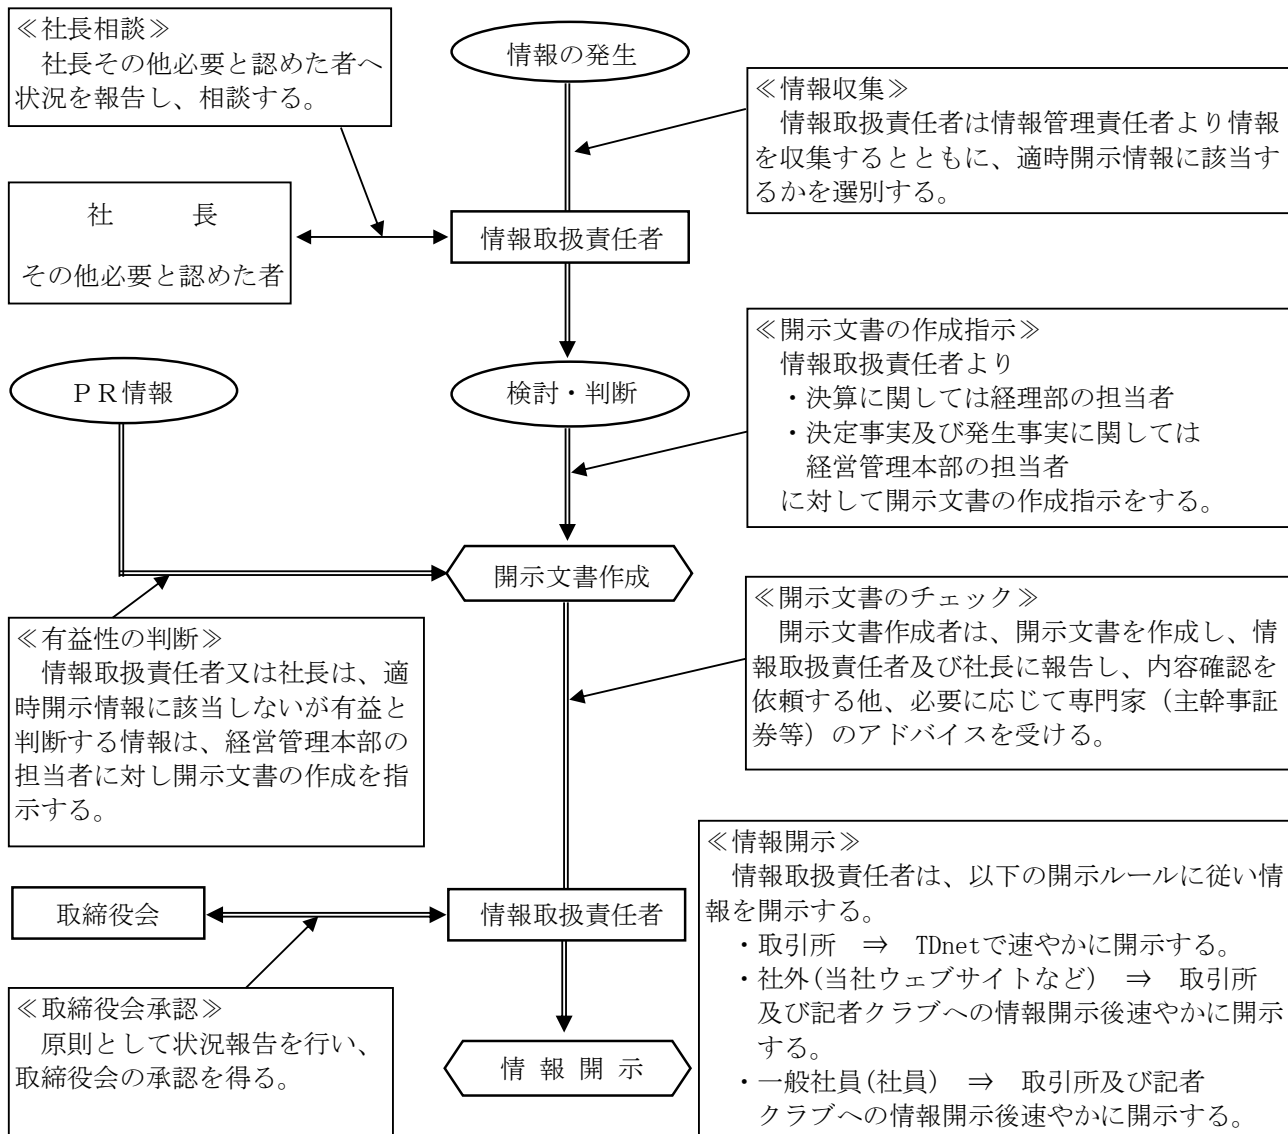 ≪社長相談≫
　社長その他必要と認めた者へ
状況を報告し、相談する。
情報の発生
≪情報収集≫
　情報取扱責任者は情報管理責任者より情報
を収集するとともに、適時開示情報に該当す
るかを選別する。
社　　長
その他必要と認めた者
情報取扱責任者
≪開示文書の作成指示≫
情報取扱責任者より
・決算に関しては経理部の担当者
・決定事実及び発生事実に関しては
経営管理本部の担当者
に対して開示文書の作成指示をする。
ＰＲ情報
検討・判断
開示文書作成
≪開示文書のチェック≫
　開示文書作成者は、開示文書を作成し、情
報取扱責任者及び社長に報告し、内容確認を
依頼する他、必要に応じて専門家（主幹事証
券等）のアドバイスを受ける。
≪有益性の判断≫
　情報取扱責任者又は社長は、適
時開示情報に該当しないが有益と
判断する情報は、経営管理本部の
担当者に対し開示文書の作成を指
示する。
≪情報開示≫
　情報取扱責任者は、以下の開示ルールに従い情
報を開示する。
・取引所　⇒　TDnetで速やかに開示する。
・社外(当社ウェブサイトなど)　⇒　取引所
及び記者クラブへの情報開示後速やかに開示
する。
・一般社員(社員)　⇒　取引所及び記者
クラブへの情報開示後速やかに開示する。
取締役会
情報取扱責任者
≪取締役会承認≫
　原則として状況報告を行い、
取締役会の承認を得る。
情 報 開 示